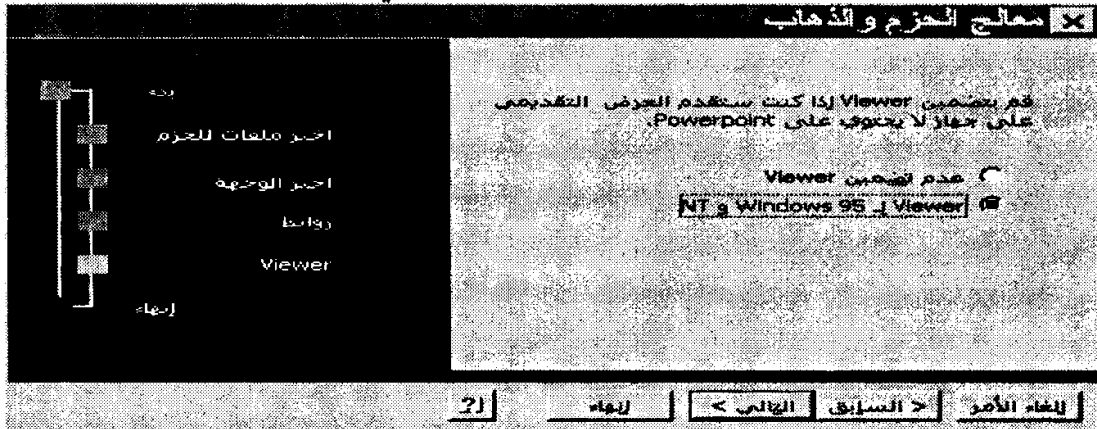 معالج الحزم والذهاب
قم بتضمين Viewer إذا كنت ستقدم العرض التقديمي
على جهاز لا يحتوي على Powerpoint.
عدم تضمين Viewer
Viewer لـ Windows 95 و NT
بدء
اختر ملفات للحزم
اختر الوجهة
روابط
Viewer
إنهاء
إلغاء الأمر
< السابق
التالي >
إنهاء